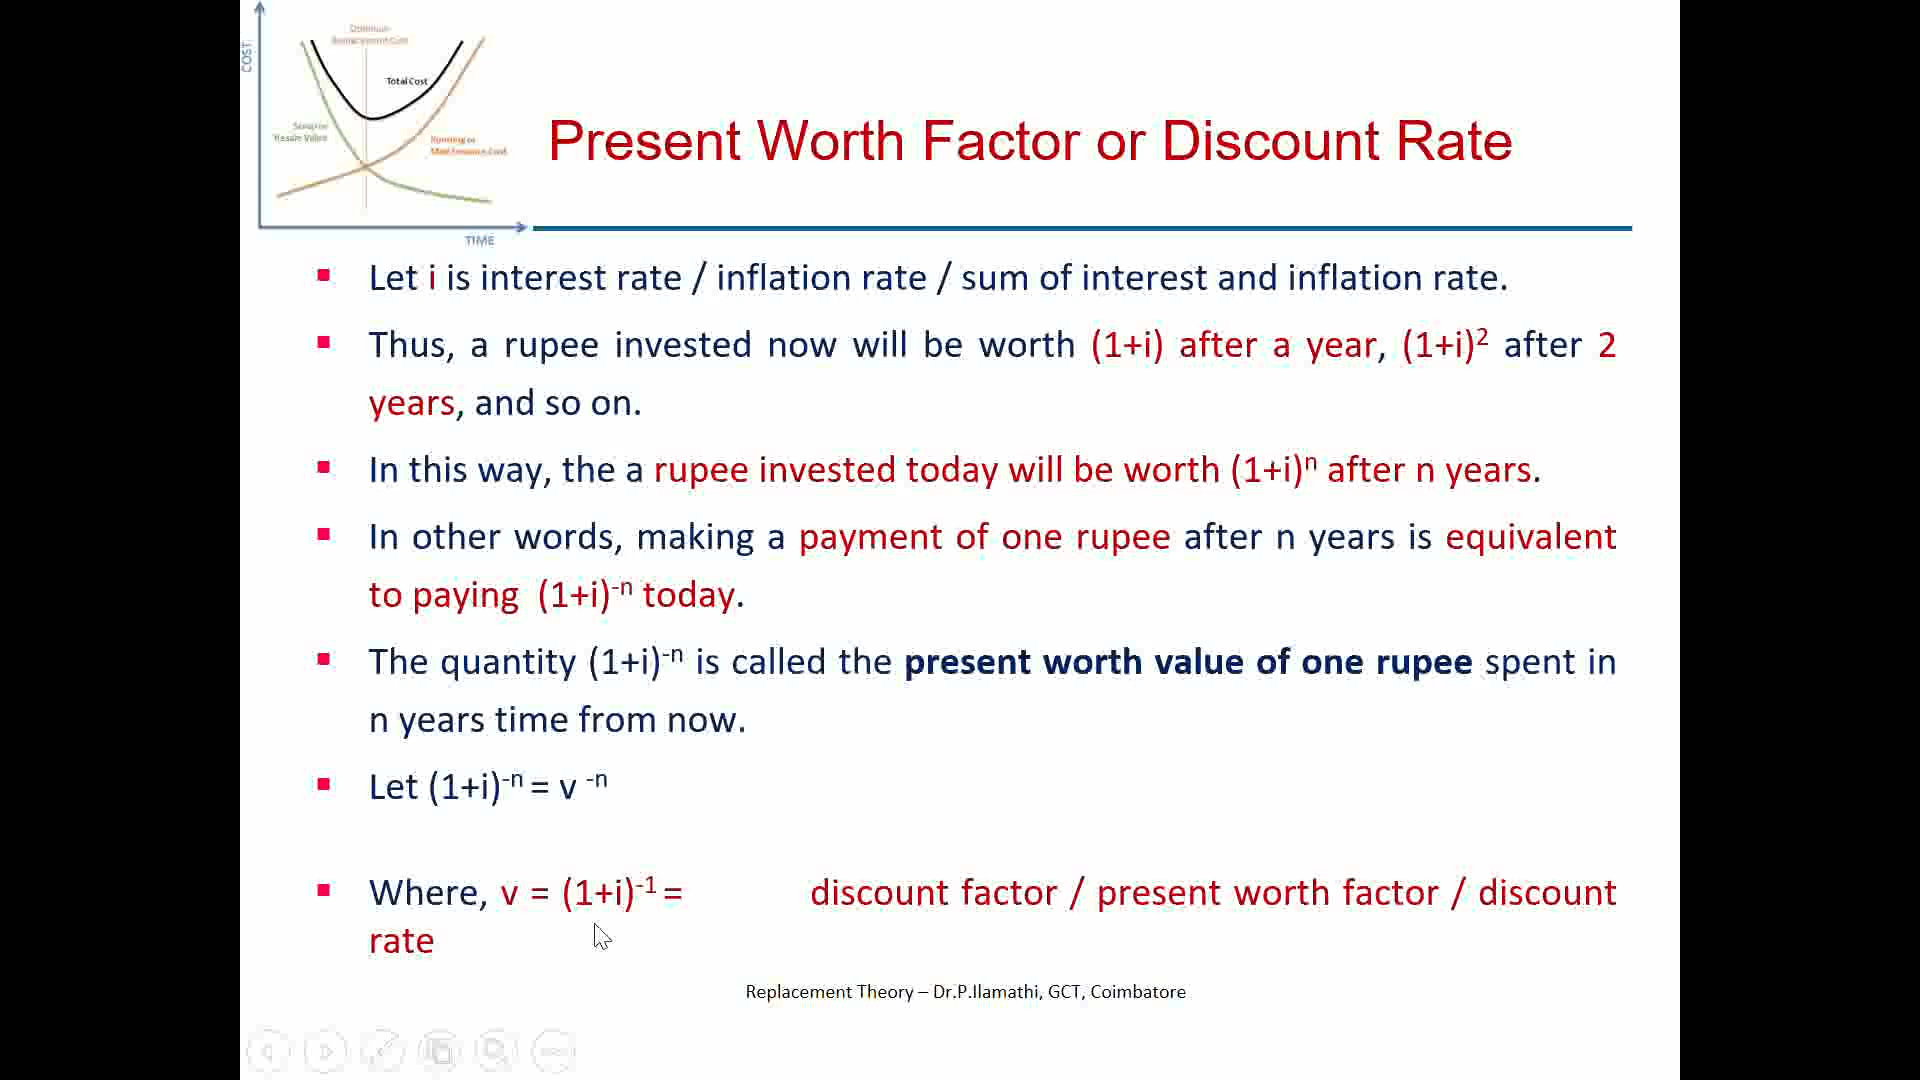 COST
Optimum
Replacement Cost
Total Cost
Scrap or
Resale Value
Running or
Maintenance Cost
TIME
Present Worth Factor or Discount Rate
Let i is interest rate / inflation rate / sum of interest and inflation rate.
Thus, a rupee invested now will be worth (1+i) after a year, (1+i)² after 2
years, and so on.
In this way, the a rupee invested today will be worth (1+i)ⁿ after n years.
In other words, making a payment of one rupee after n years is equivalent
to paying (1+i)⁻ⁿ today.
The quantity (1+i)⁻ⁿ is called the present worth value of one rupee spent in
n years time from now.
Let (1+i)⁻ⁿ = v ⁻ⁿ
Where, v = (1+i)⁻¹ = discount factor / present worth factor / discount
rate
Replacement Theory – Dr.P.Ilamathi, GCT, Coimbatore